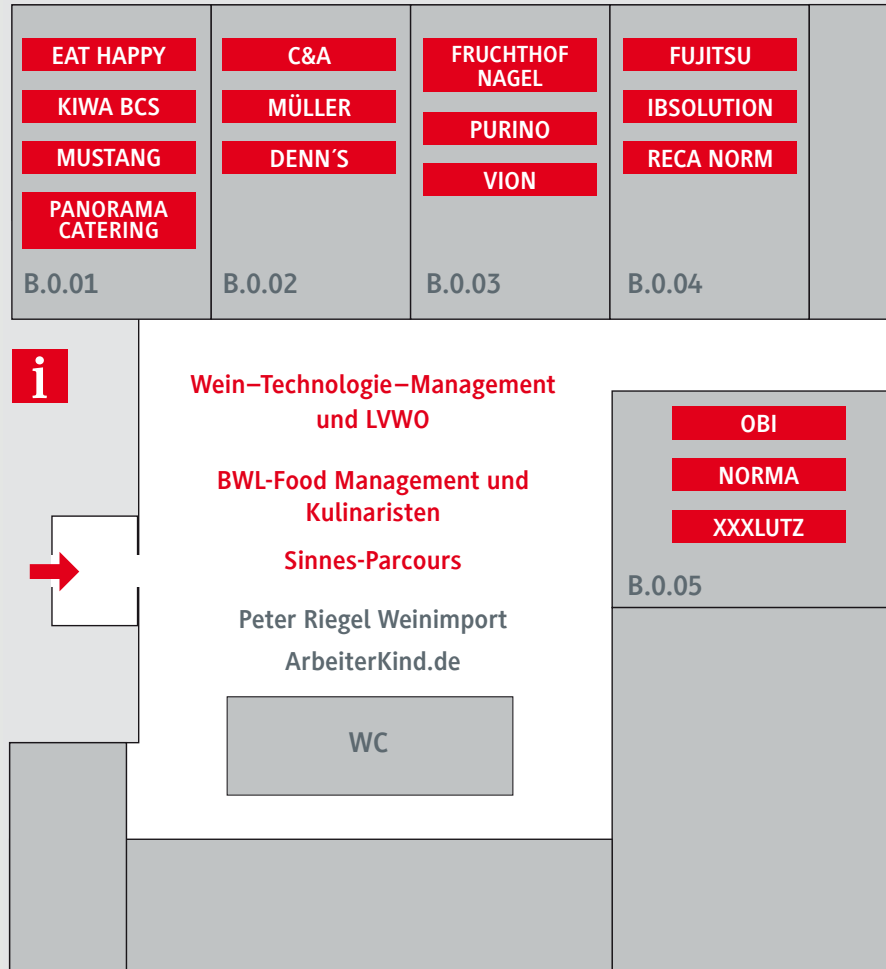 EAT HAPPY
KIWA BCS
MUSTANG
PANORAMA
CATERING
B.0.01
C&A
MÜLLER
DENN´S
B.0.02
FRUCHTHOF
NAGEL
PURINO
VION
B.0.03
FUJITSU
IBSOLUTION
RECA NORM
B.0.04
i
Wein–Technologie–Management
und LVWO
BWL-Food Management und
Kulinaristen
Sinnes-Parcours
Peter Riegel Weinimport
ArbeiterKind.de
WC
OBI
NORMA
XXXLUTZ
B.0.05